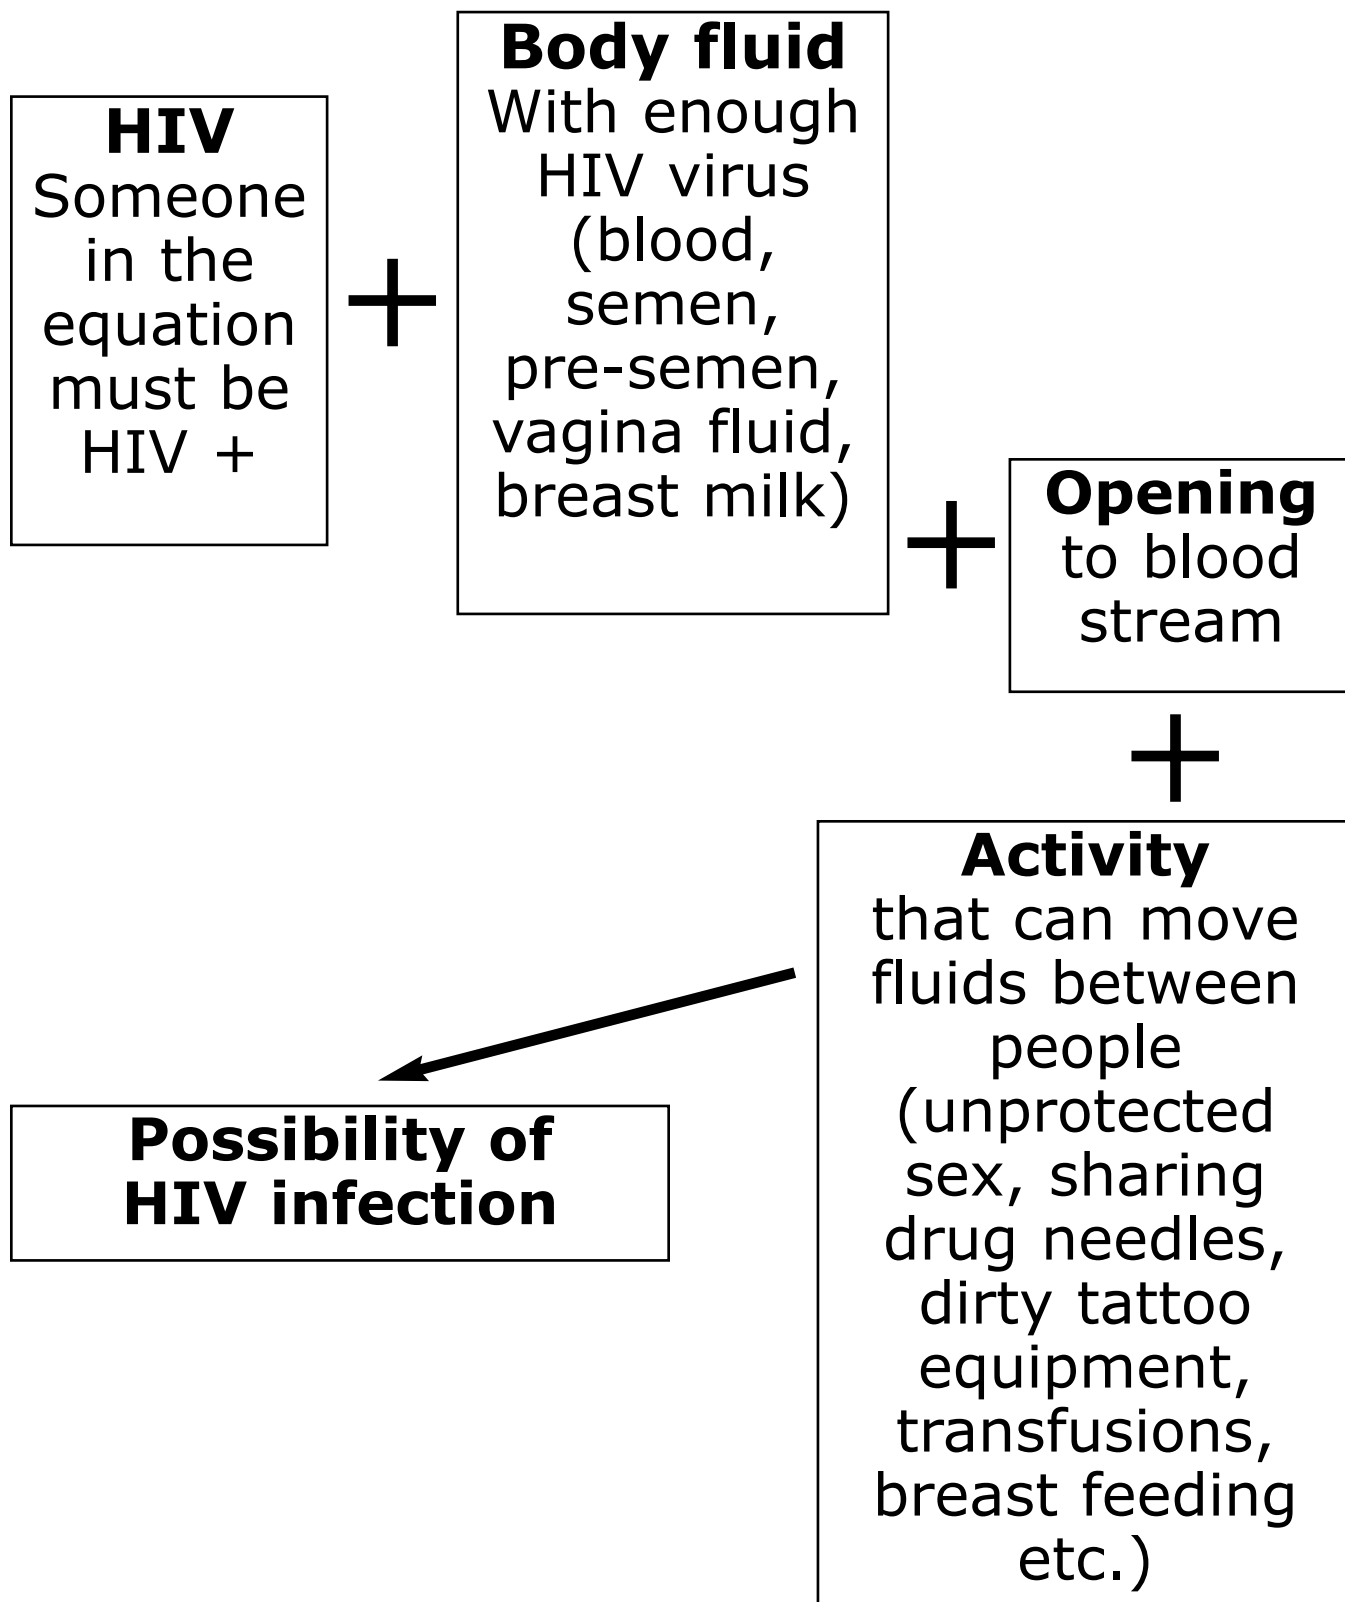 HIV
Someone
in the
equation
must be
HIV +
+
Body fluid
With enough
HIV virus
(blood,
semen,
pre-semen,
vagina fluid,
breast milk)
+
Opening
to blood
stream
+
Activity
that can move
fluids between
people
(unprotected
sex, sharing
drug needles,
dirty tattoo
equipment,
transfusions,
breast feeding
etc.)
Possibility of
HIV infection